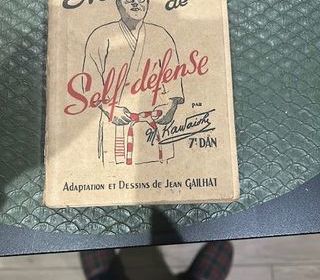 de
Self-défense
PAR
M. Kawaishi
7e DAN
ADAPTATION ET DESSINS DE JEAN GAILHAT